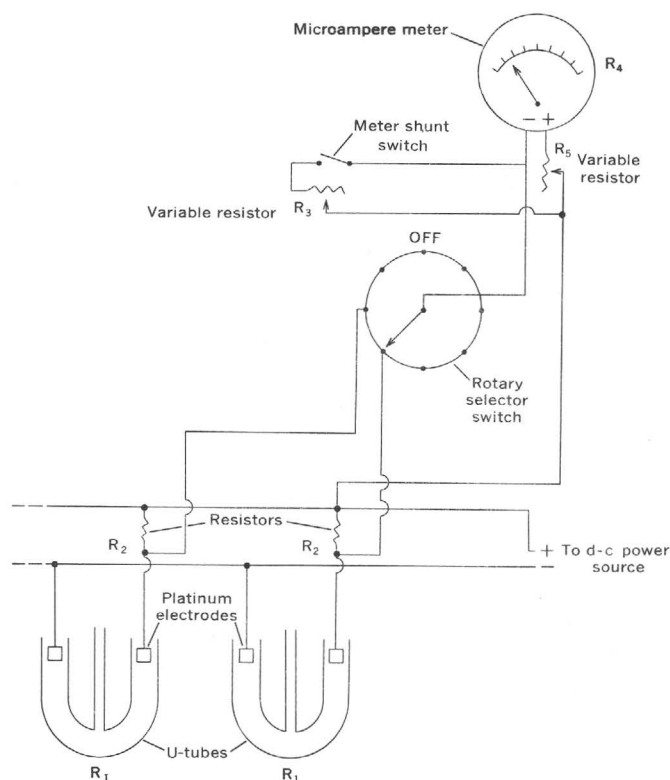 Microampere meter
R4
− +
Meter shunt
switch
R5
Variable
resistor
Variable resistor
R3
OFF
Rotary
selector
switch
Resistors
R2
R2
+ To d-c power
− source
Platinum
electrodes
U-tubes
R1
R1